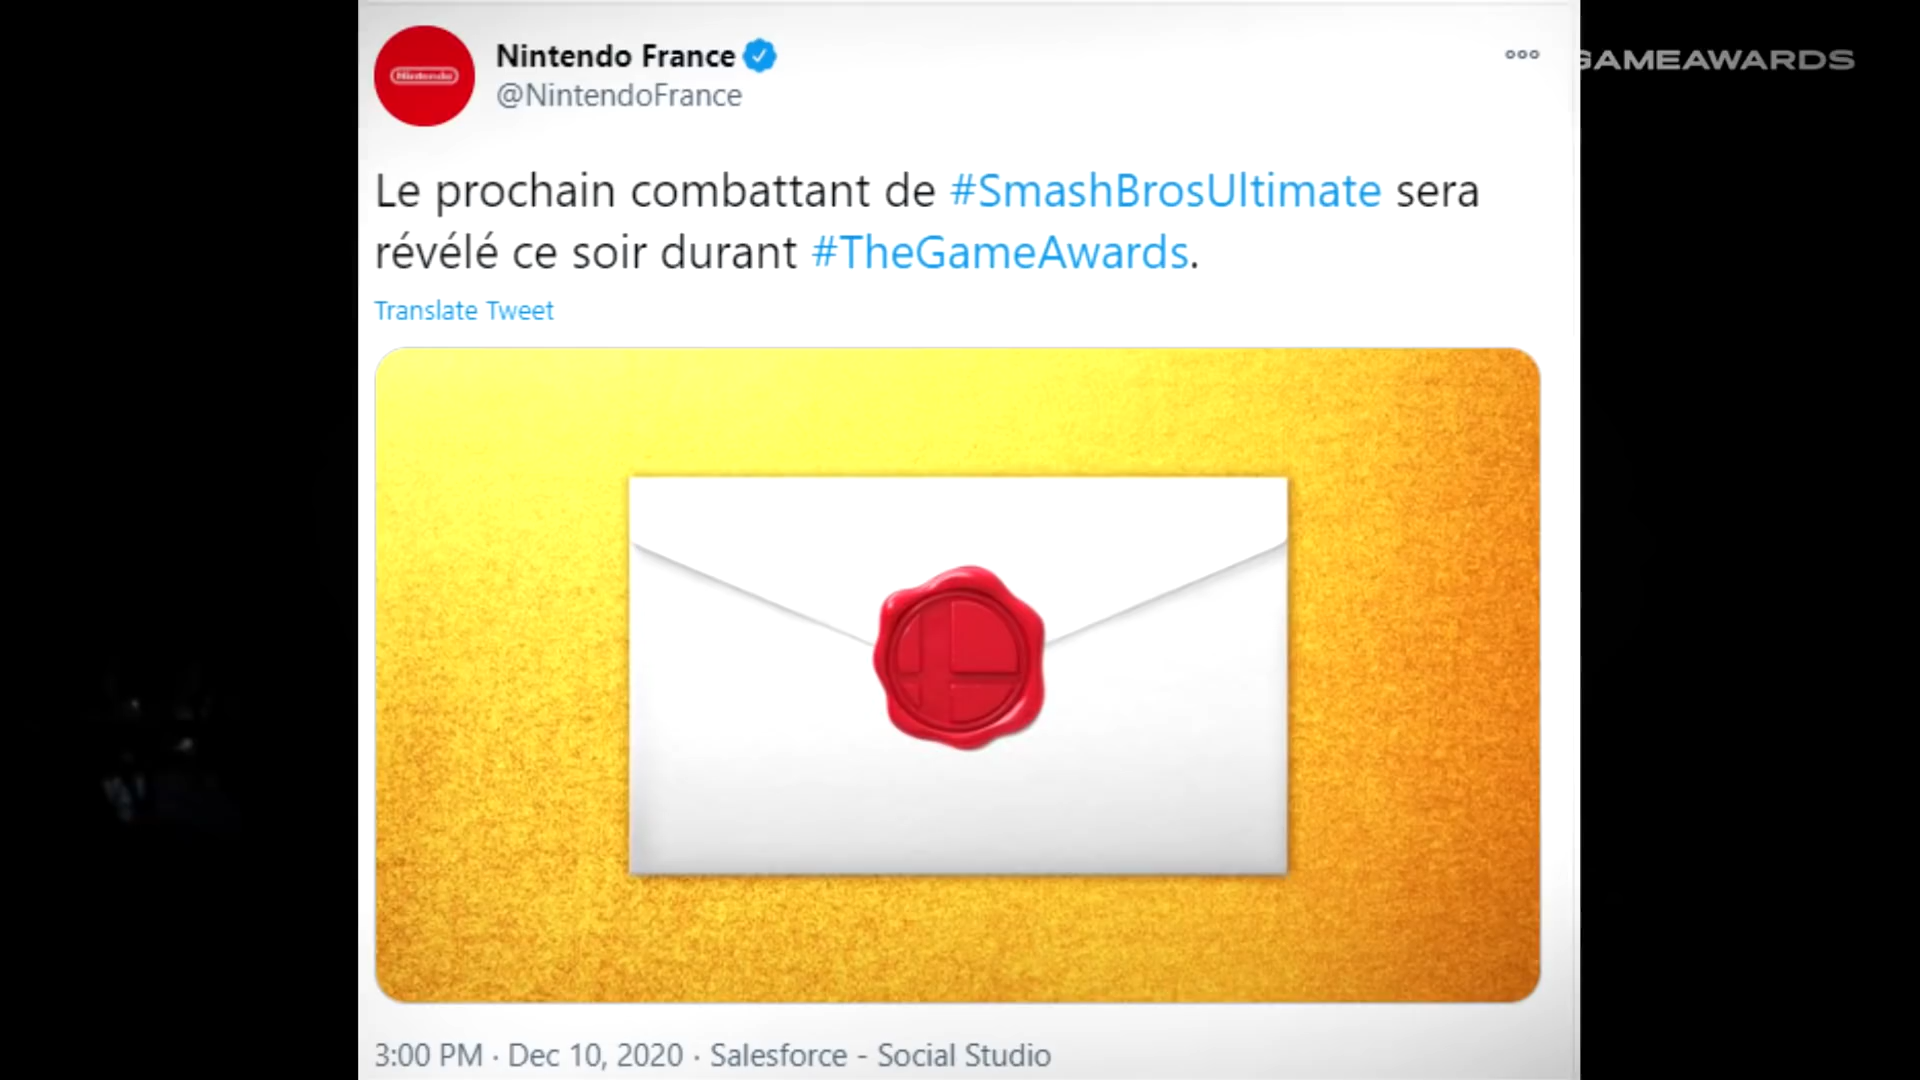 Nintendo
Nintendo France
@NintendoFrance
GAMEAWARDS
Le prochain combattant de #SmashBrosUltimate sera
révélé ce soir durant #TheGameAwards.
Translate Tweet
3:00 PM · Dec 10, 2020 · Salesforce - Social Studio